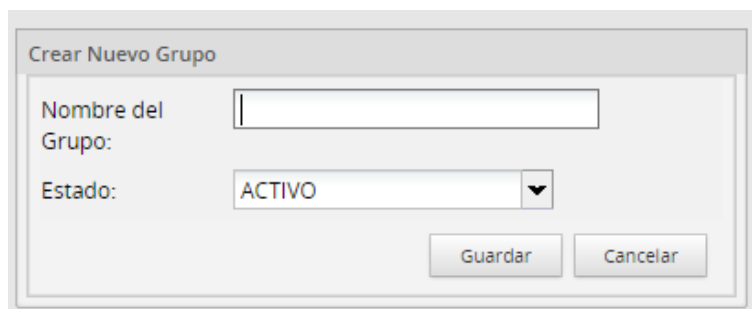 Crear Nuevo Grupo
Nombre del
Grupo:
Estado:
ACTIVO
Guardar
Cancelar